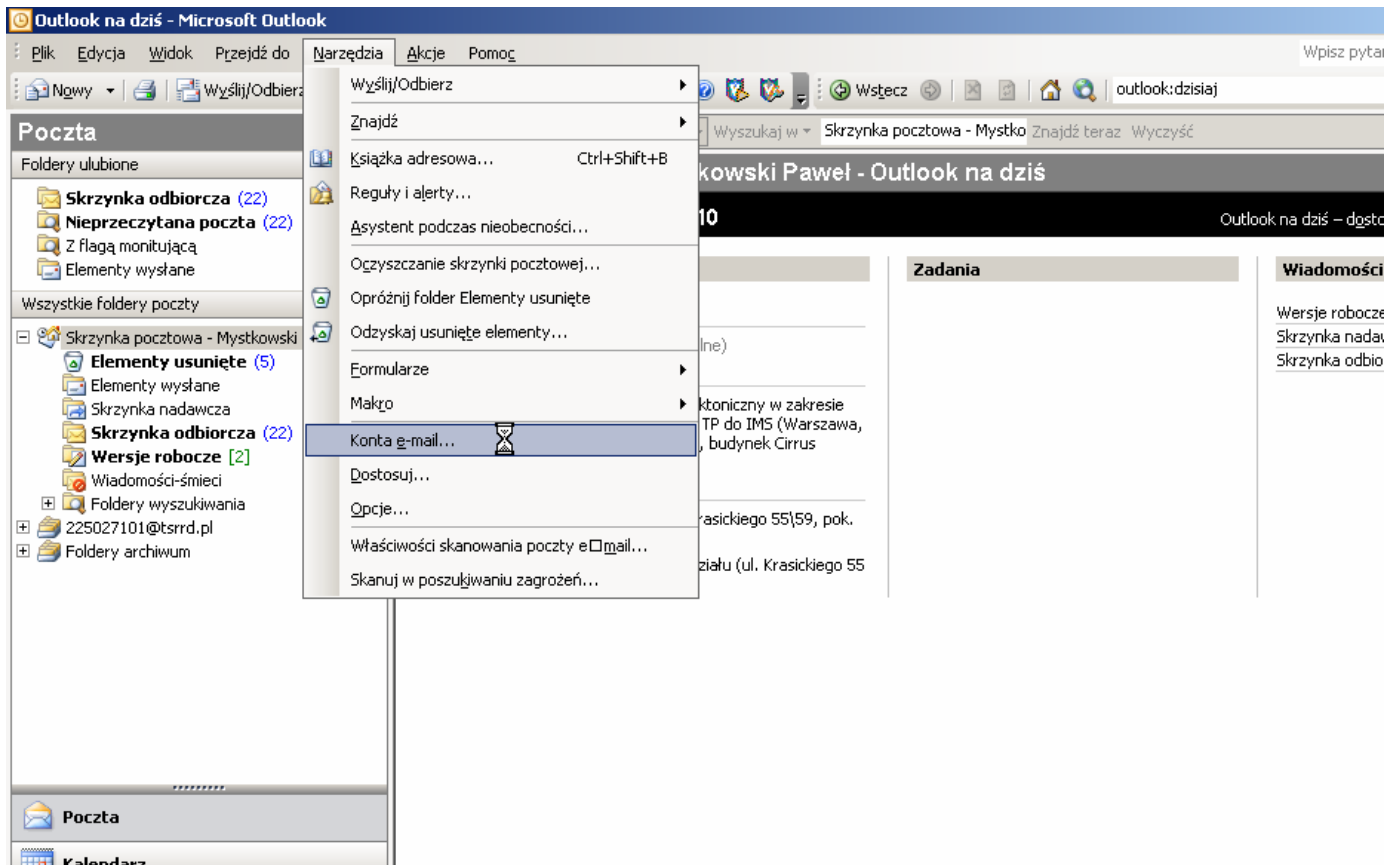 Outlook na dziś - Microsoft Outlook
Plik Edycja Widok Przejdź do Narzędzia Akcje Pomoc Wpisz pytan
Nowy Wyślij/Odbierz Wstecz outlook:dzisiaj
Wyszukaj w Skrzynka pocztowa - Mystko Znajdź teraz Wyczyść
Poczta
Foldery ulubione
Skrzynka odbiorcza (22)
Nieprzeczytana poczta (22)
Z flagą monitującą
Elementy wysłane
Wszystkie foldery poczty
Skrzynka pocztowa - Mystkowski
Elementy usunięte (5)
Elementy wysłane
Skrzynka nadawcza
Skrzynka odbiorcza (22)
Wersje robocze [2]
Wiadomości-śmieci
Foldery wyszukiwania
225027101@tsrrd.pl
Foldery archiwum
Poczta
Kalendarz
Wyślij/Odbierz
Znajdź
Książka adresowa... Ctrl+Shift+B
Reguły i alerty...
Asystent podczas nieobecności...
Oczyszczanie skrzynki pocztowej...
Opróżnij folder Elementy usunięte
Odzyskaj usunięte elementy...
Formularze
Makro
Konta e-mail...
Dostosuj...
Opcje...
Właściwości skanowania poczty e□mail...
Skanuj w poszukiwaniu zagrożeń...
kowski Paweł - Outlook na dziś
10 Outlook na dziś – dosto
lne)
ktoniczny w zakresie
TP do IMS (Warszawa,
, budynek Cirrus
rasickiego 55\59, pok.
ziału (ul. Krasickiego 55
Zadania
Wiadomości
Wersje robocze
Skrzynka nadaw
Skrzynka odbio